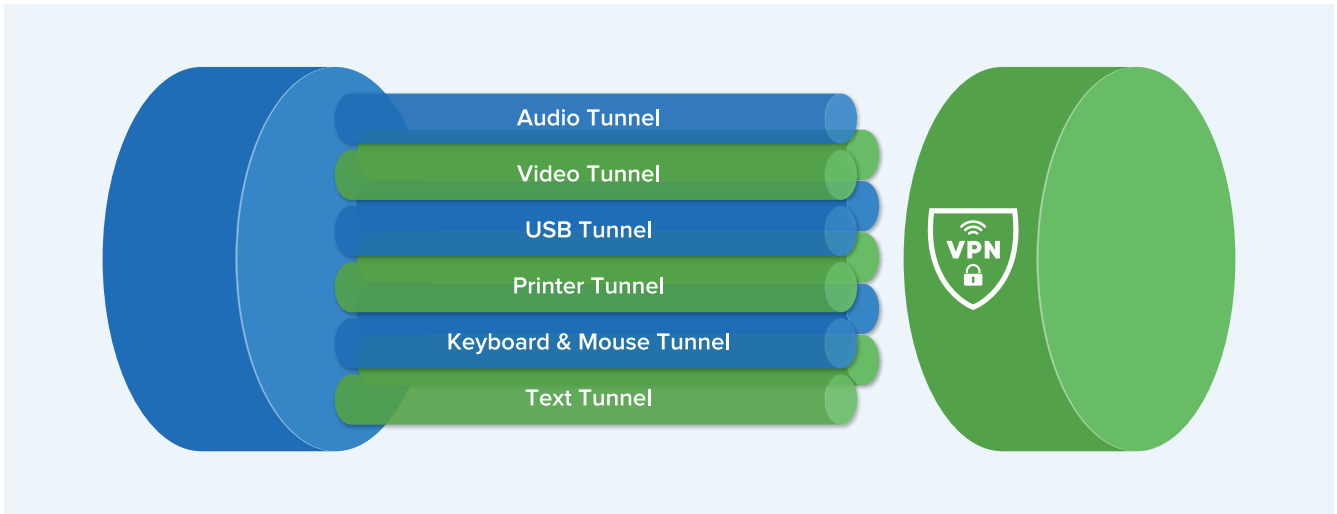 Audio Tunnel
Video Tunnel
USB Tunnel
Printer Tunnel
Keyboard & Mouse Tunnel
Text Tunnel
VPN